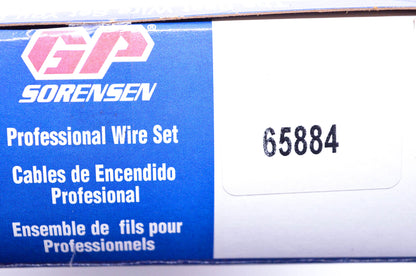 GP®
SORENSEN
Professional Wire Set
Cables de Encendido
Profesional
Ensemble de fils pour
Professionnels
65884